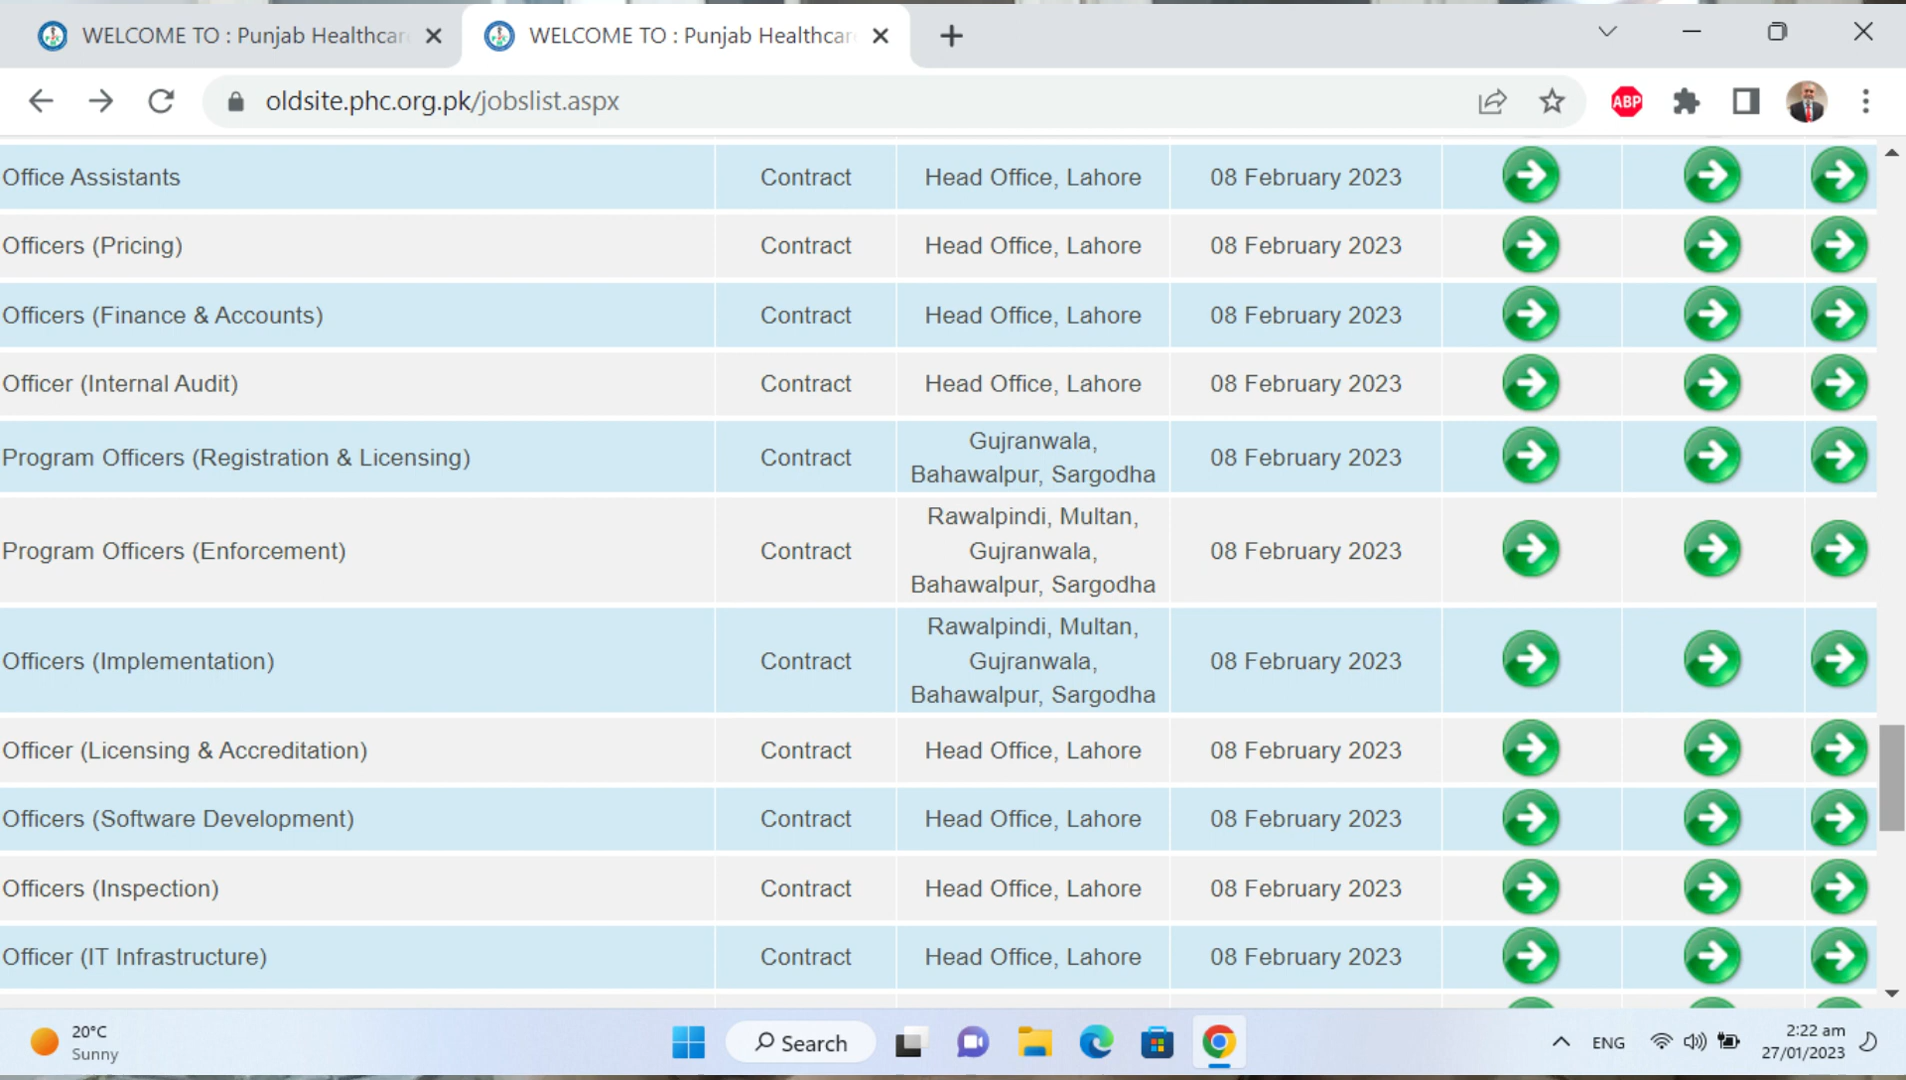 WELCOME TO : Punjab Healthcar
WELCOME TO : Punjab Healthcar
oldsite.phc.org.pk/jobslist.aspx
ABP
Office Assistants Contract Head Office, Lahore 08 February 2023
Officers (Pricing) Contract Head Office, Lahore 08 February 2023
Officers (Finance & Accounts) Contract Head Office, Lahore 08 February 2023
Officer (Internal Audit) Contract Head Office, Lahore 08 February 2023
Program Officers (Registration & Licensing) Contract Gujranwala,
Bahawalpur, Sargodha 08 February 2023
Program Officers (Enforcement) Contract Rawalpindi, Multan,
Gujranwala,
Bahawalpur, Sargodha 08 February 2023
Officers (Implementation) Contract Rawalpindi, Multan,
Gujranwala,
Bahawalpur, Sargodha 08 February 2023
Officer (Licensing & Accreditation) Contract Head Office, Lahore 08 February 2023
Officers (Software Development) Contract Head Office, Lahore 08 February 2023
Officers (Inspection) Contract Head Office, Lahore 08 February 2023
Officer (IT Infrastructure) Contract Head Office, Lahore 08 February 2023
20°C
Sunny
Search
ENG
2:22 am
27/01/2023